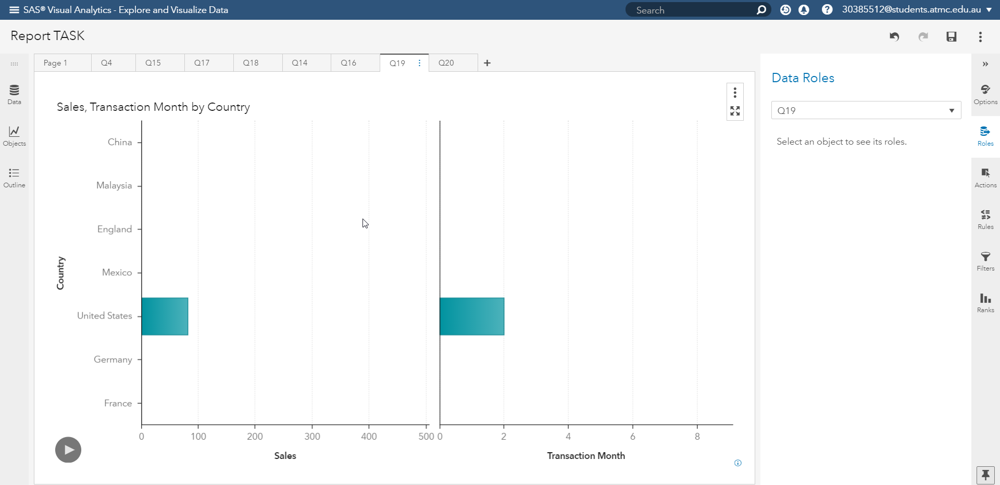 SAS® Visual Analytics - Explore and Visualize Data
Search
30385512@students.atmc.edu.au
Report TASK
Page 1
Q4
Q15
Q17
Q18
Q14
Q16
Q19
Q20
Data
Objects
Outline
Sales, Transaction Month by Country
Country
China
Malaysia
England
Mexico
United States
Germany
France
0 100 200 300 400 500
0 2 4 6 8
Sales
Transaction Month
Data Roles
Q19
Select an object to see its roles.
Options
Roles
Actions
Rules
Filters
Ranks